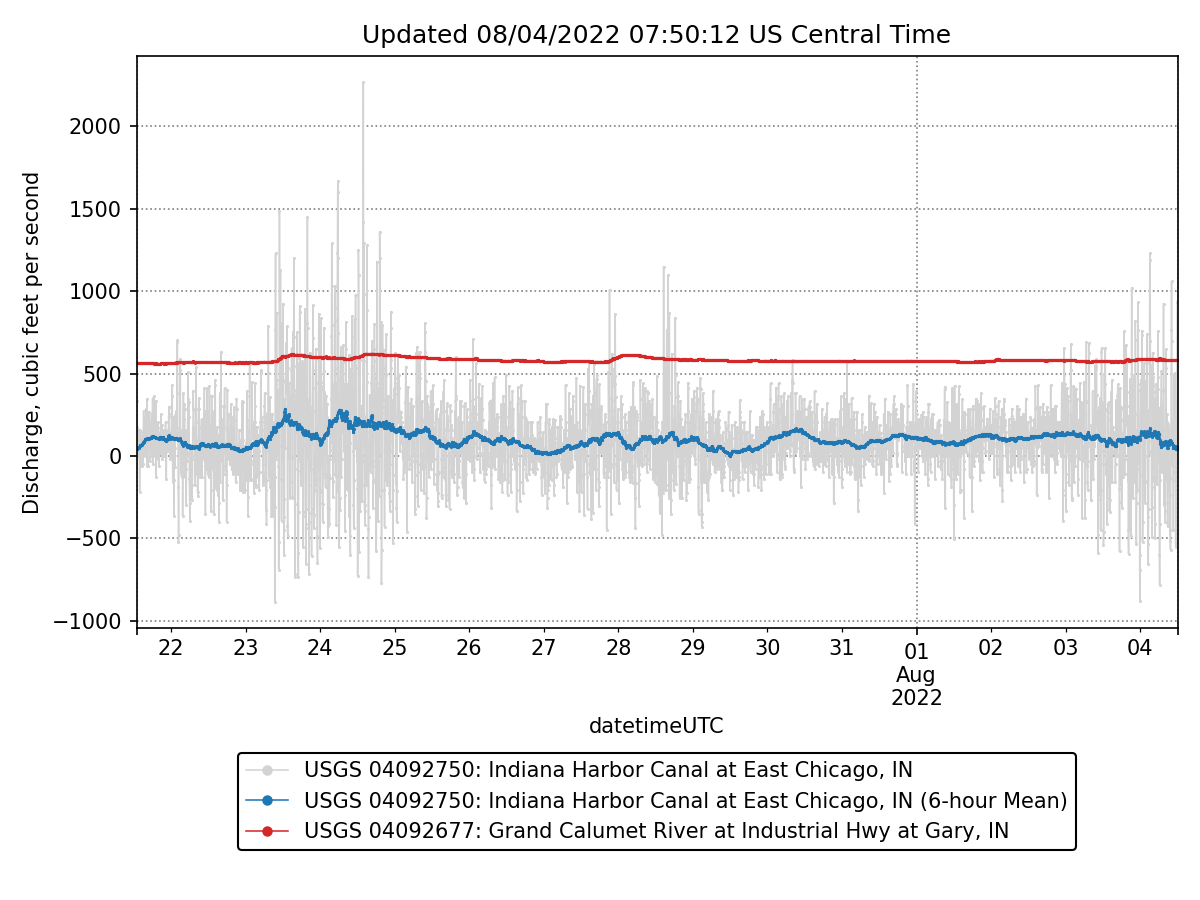 Updated 08/04/2022 07:50:12 US Central Time
Discharge, cubic feet per second
2000
1500
1000
500
0
−500
−1000
22 23 24 25 26 27 28 29 30 31 01 02 03 04
Aug
2022
datetimeUTC
USGS 04092750: Indiana Harbor Canal at East Chicago, IN
USGS 04092750: Indiana Harbor Canal at East Chicago, IN (6-hour Mean)
USGS 04092677: Grand Calumet River at Industrial Hwy at Gary, IN